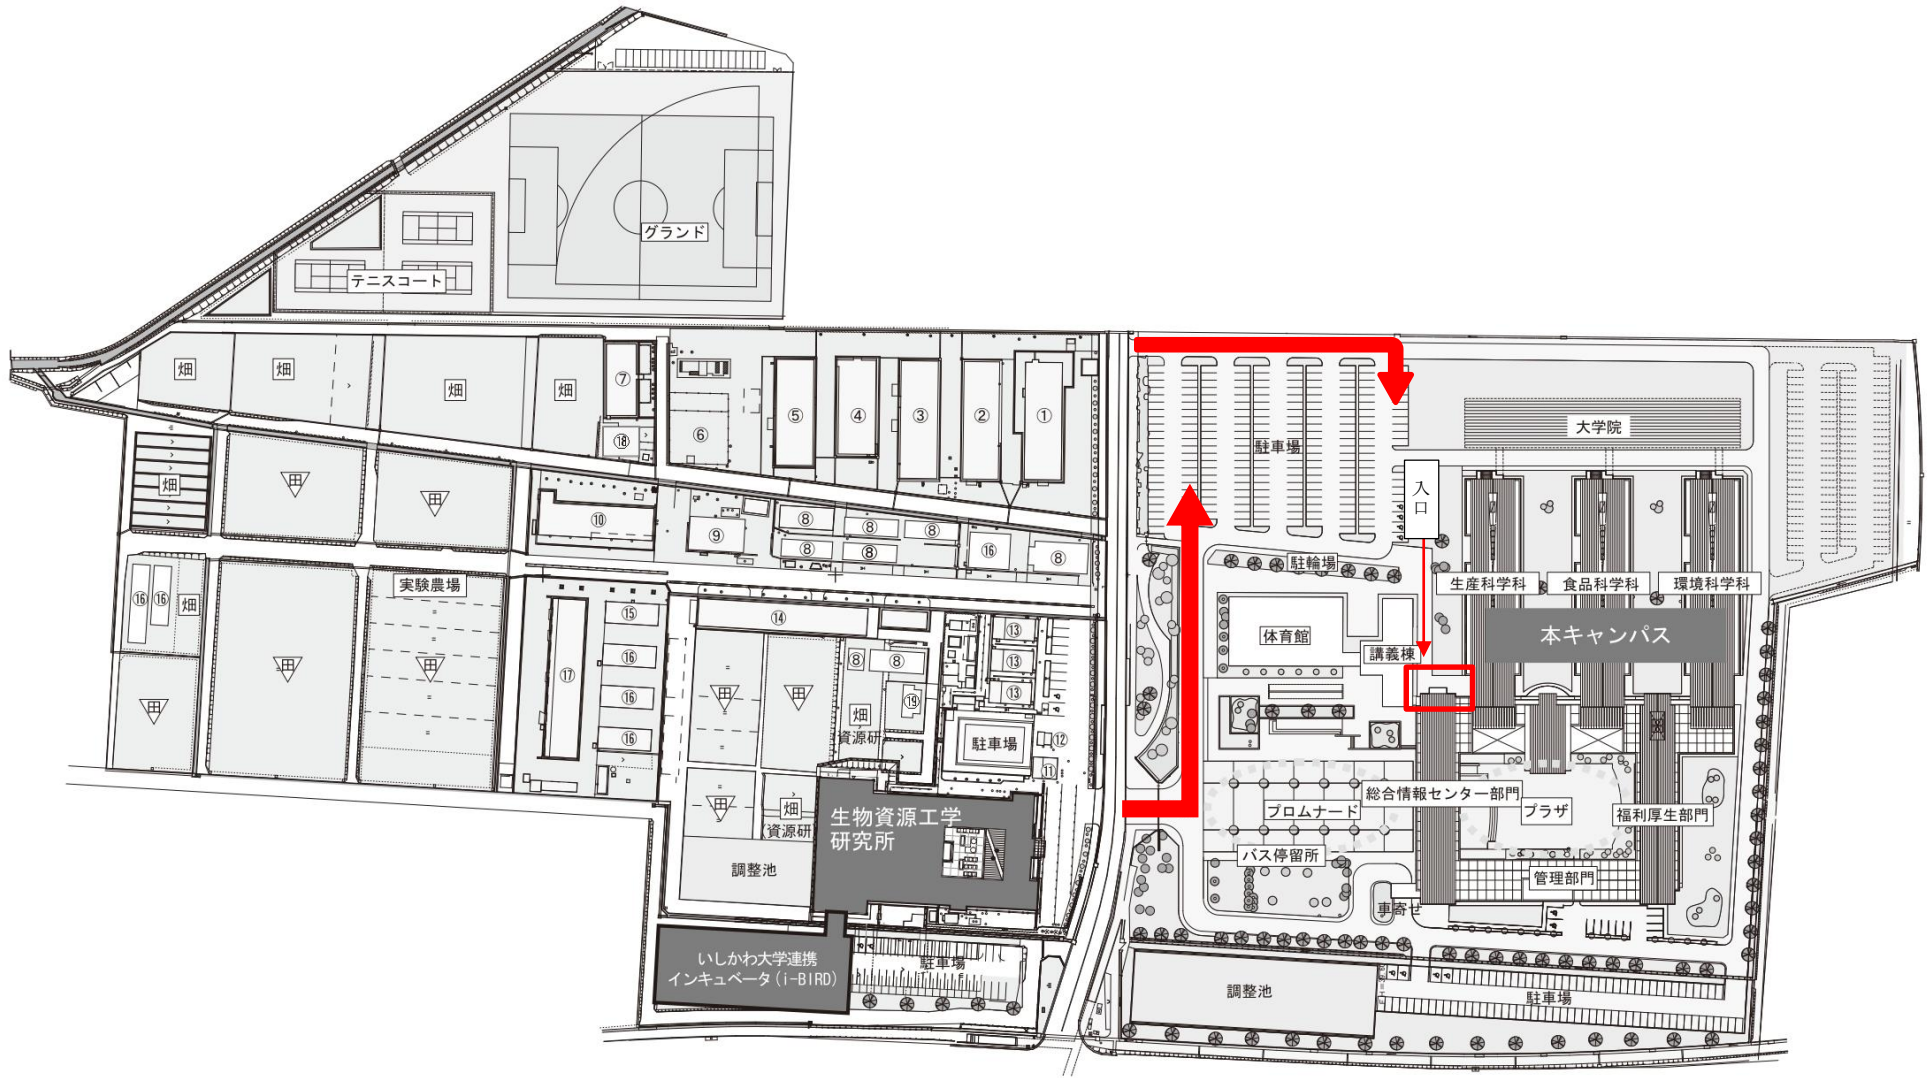 グランド
テニスコート
畑
畑
畑
畑
⑦
⑱
⑥
⑤
④
③
②
①
駐車場
大学院
入口
畑
田
田
⑩
⑨
⑧
⑧
⑧
⑧
⑧
⑯
⑧
駐輪場
生産科学科
食品科学科
環境科学科
⑯
⑯
畑
実験農場
田
田
田
⑰
⑮
⑯
⑯
⑯
⑭
田
田
⑧
⑧
畑
資源研
⑲
⑬
⑬
⑬
駐車場
⑫
⑪
体育館
講義棟
本キャンパス
田
畑
(資源研
調整池
生物資源工学
研究所
プロムナード
総合情報センター部門
プラザ
福利厚生部門
バス停留所
管理部門
車寄せ
いしかわ大学連携
インキュベータ(i-BIRD)
駐車場
調整池
駐車場